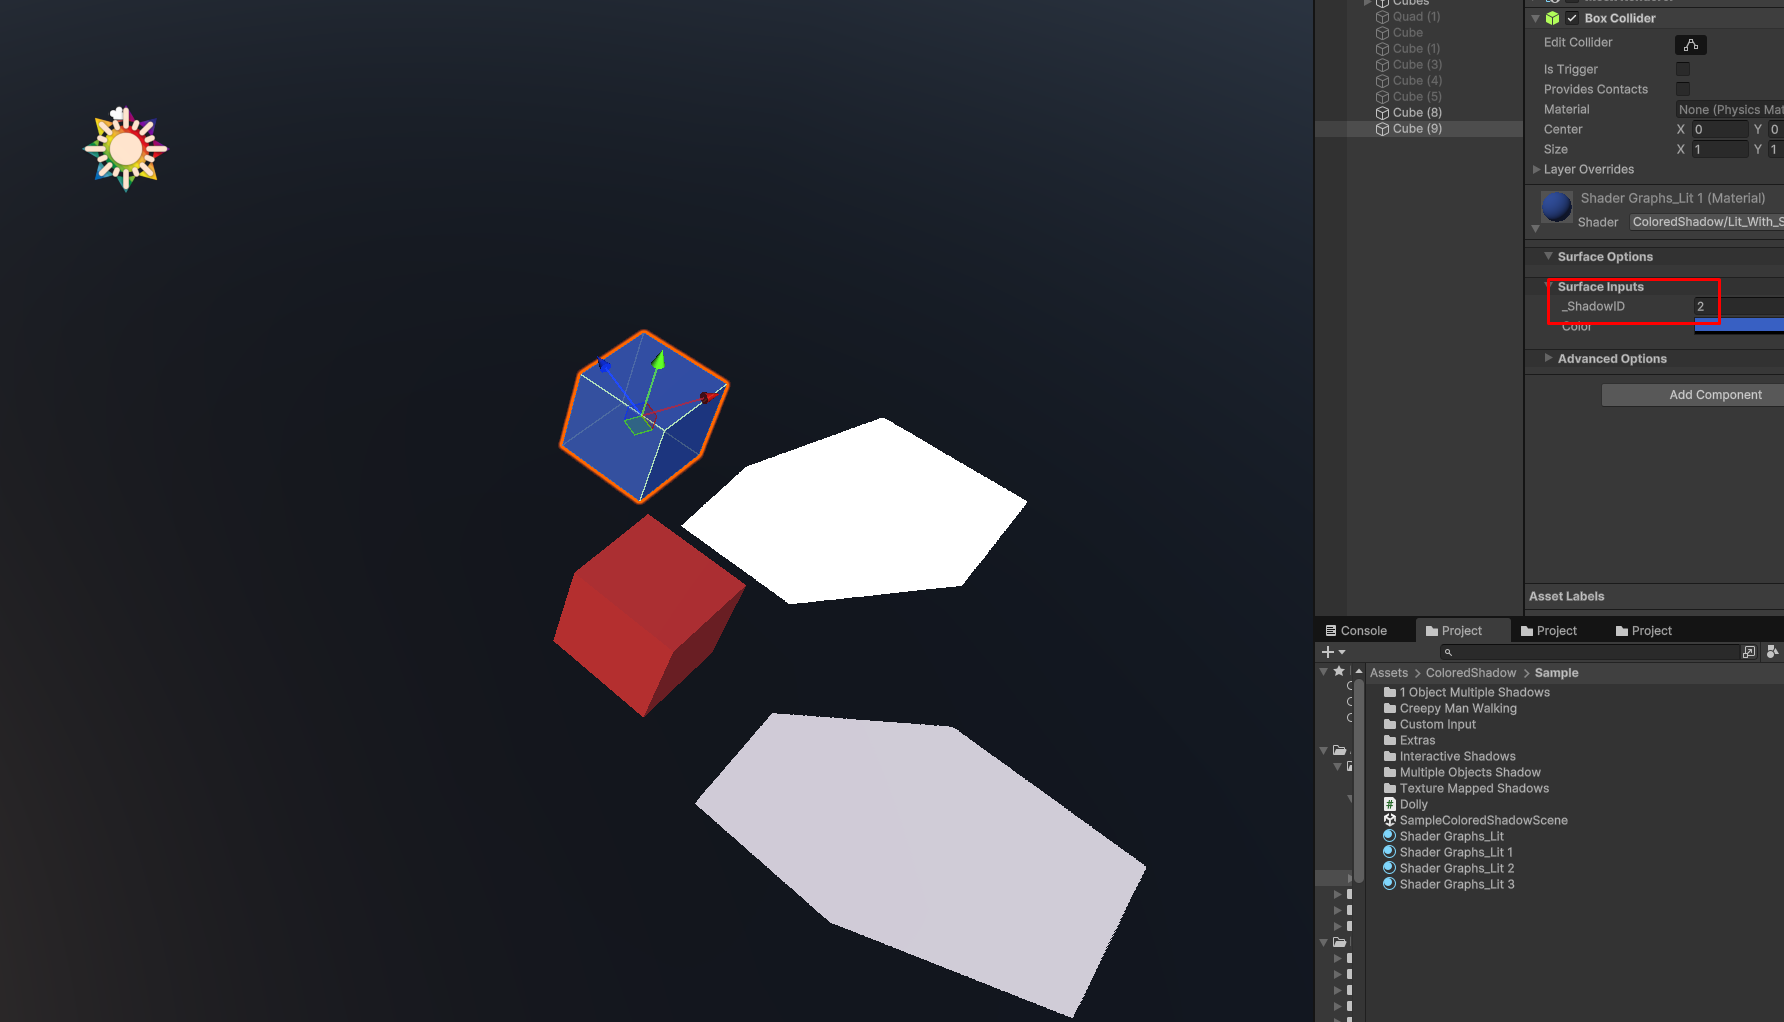 Cubes
Quad (1)
Cube
Cube (1)
Cube (3)
Cube (4)
Cube (5)
Cube (8)
Cube (9)
Box Collider
Edit Collider
Is Trigger
Provides Contacts
Material None (Physics Mat
Center X 0 Y 0
Size X 1 Y 1
Layer Overrides
Shader Graphs_Lit 1 (Material)
Shader ColoredShadow/Lit_With_S
Surface Options
Surface Inputs
_ShadowID 2
Color
Advanced Options
Add Component
Asset Labels
Console Project Project Project
Assets > ColoredShadow > Sample
1 Object Multiple Shadows
Creepy Man Walking
Custom Input
Extras
Interactive Shadows
Multiple Objects Shadow
Texture Mapped Shadows
Dolly
SampleColoredShadowScene
Shader Graphs_Lit
Shader Graphs_Lit 1
Shader Graphs_Lit 2
Shader Graphs_Lit 3